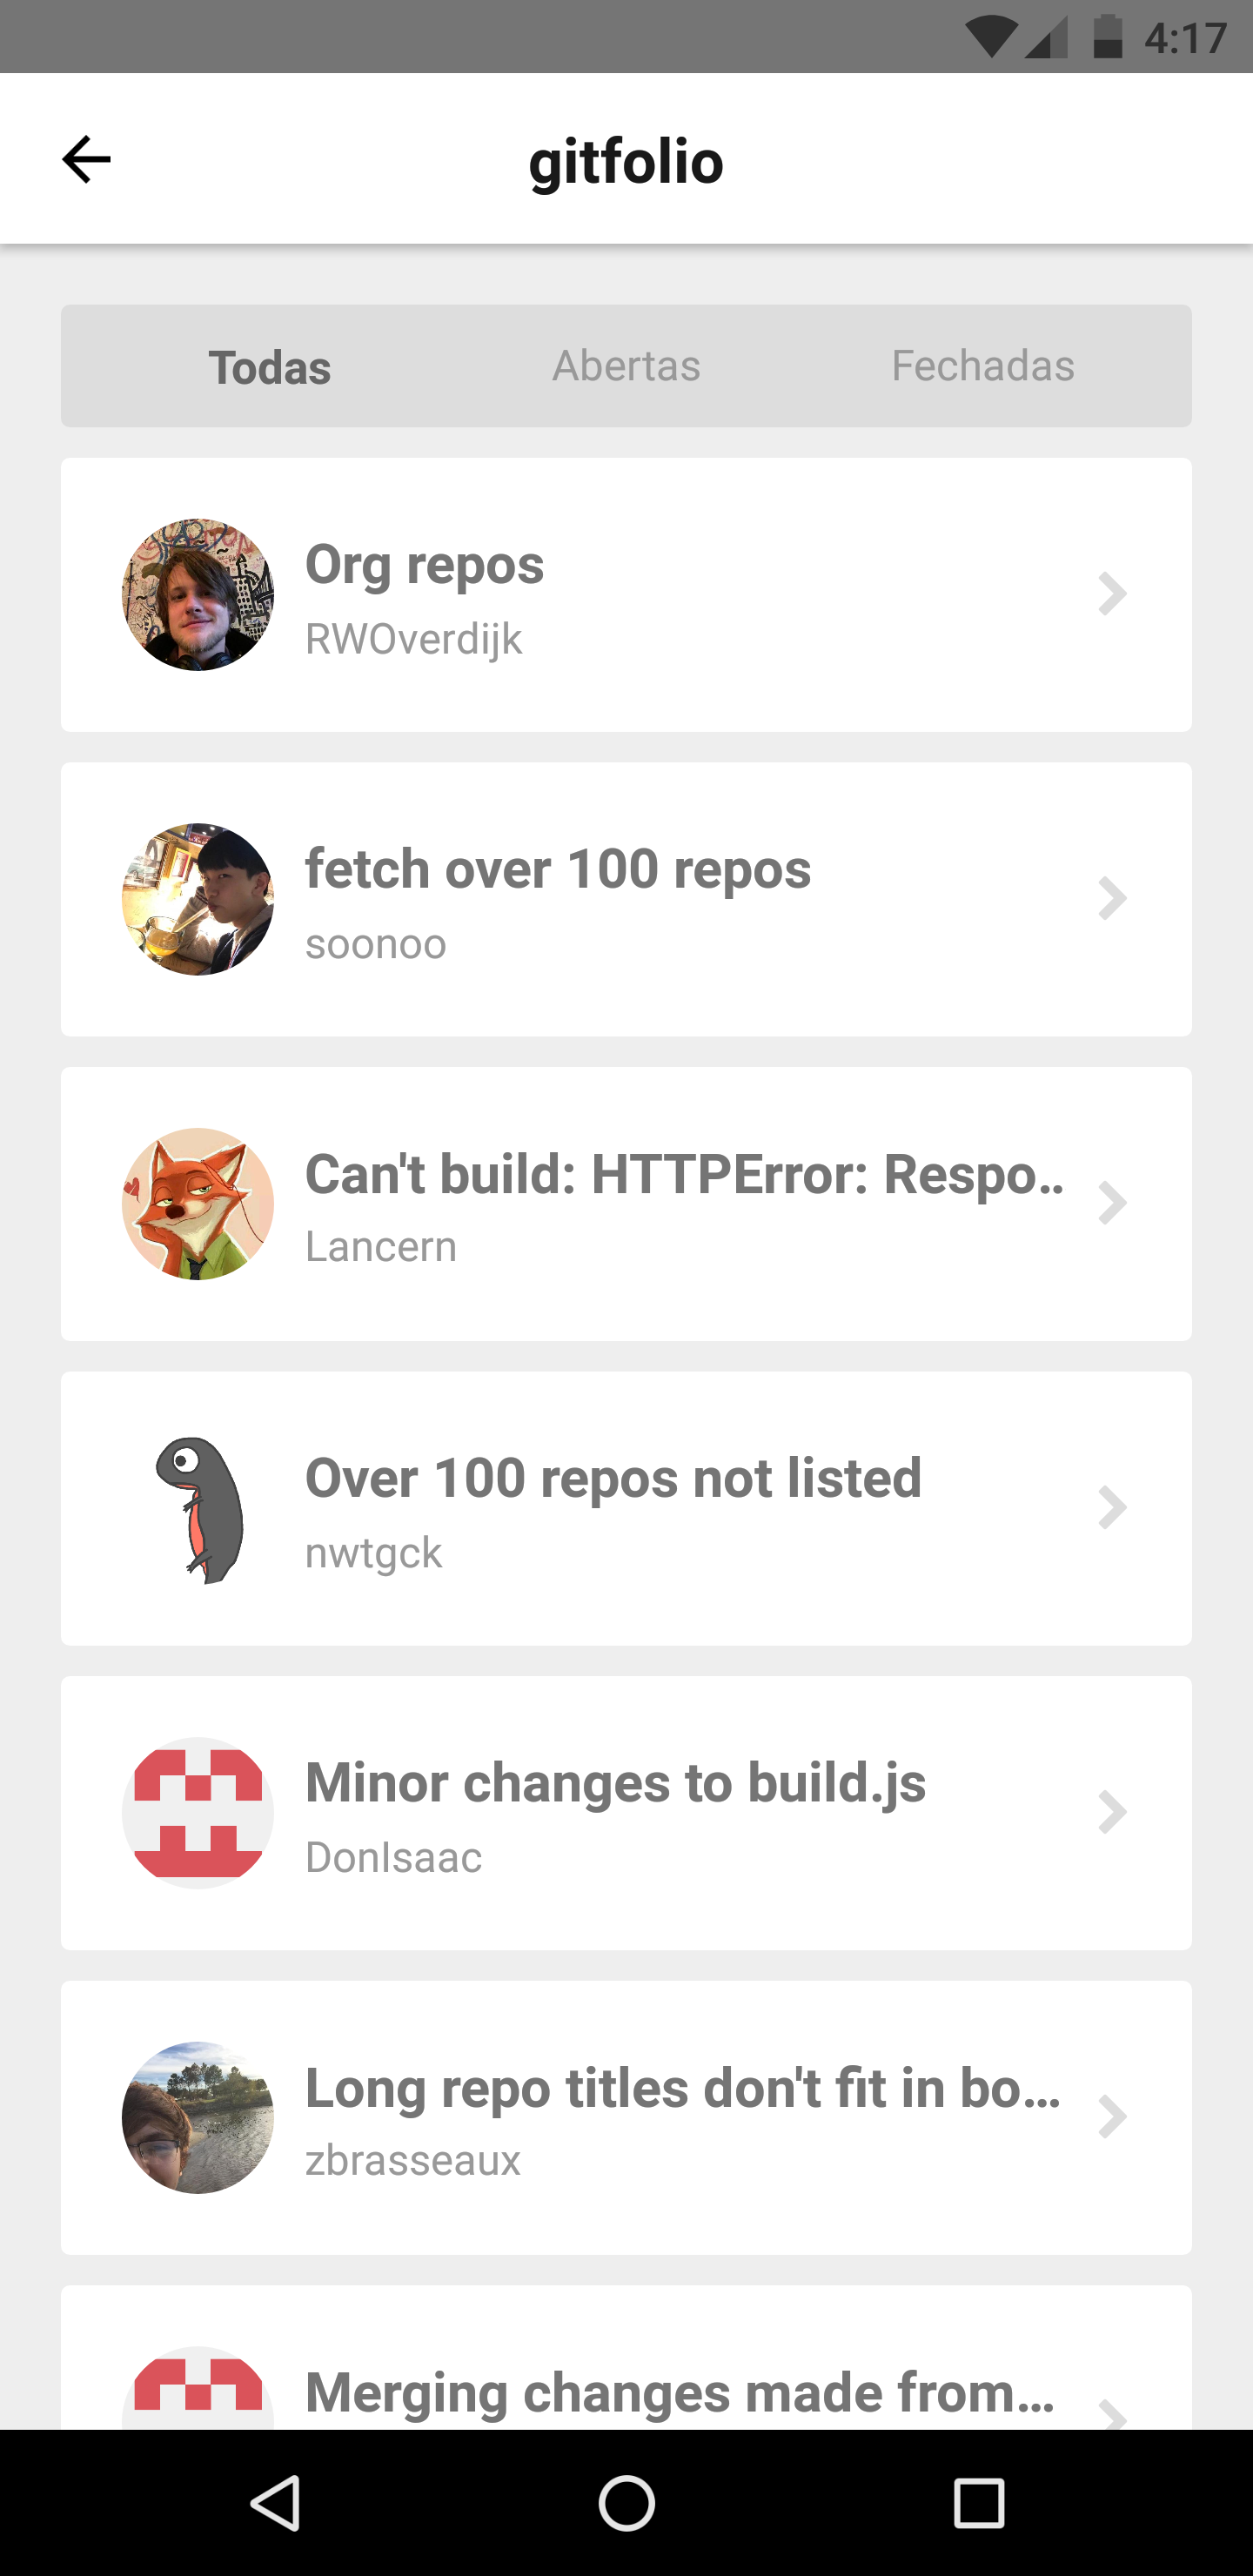 4:17
gitfolio
Todas Abertas Fechadas
Org repos
RWOverdijk
fetch over 100 repos
soonoo
Can't build: HTTPError: Respo..
Lancern
Over 100 repos not listed
nwtgck
Minor changes to build.js
DonIsaac
Long repo titles don't fit in bo...
zbrasseaux
Merging changes made from...